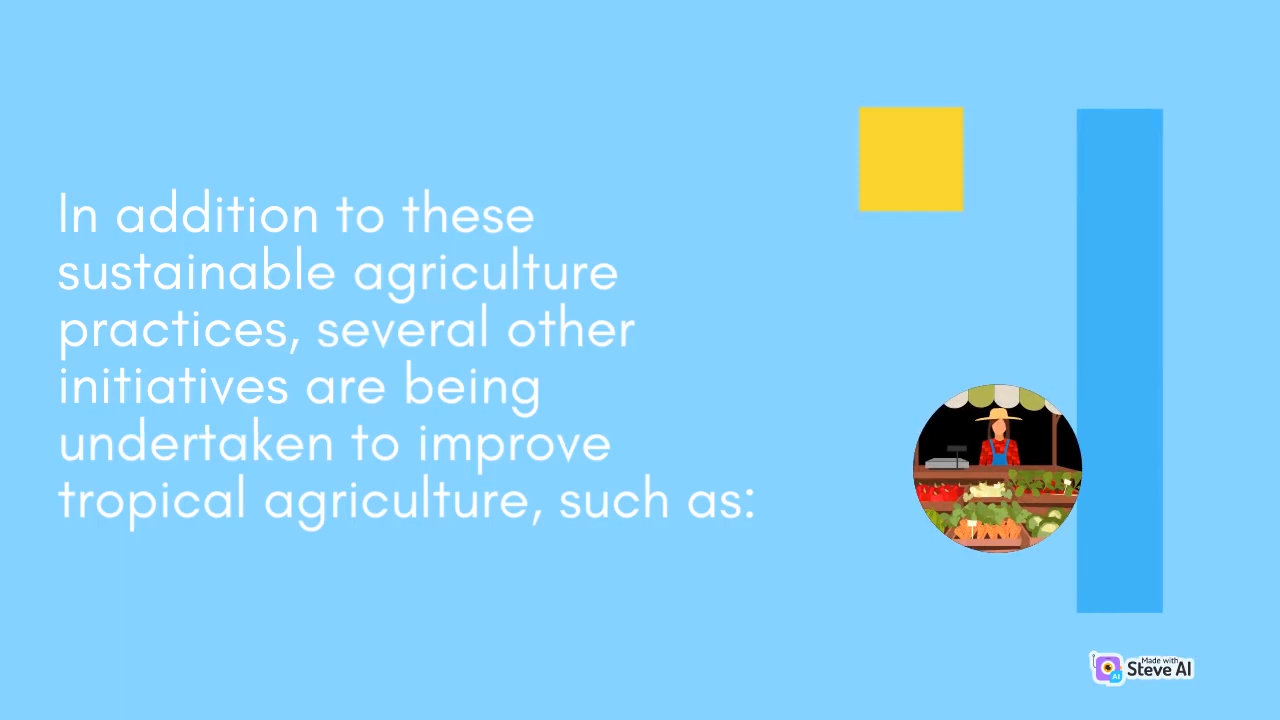 In addition to these
sustainable agriculture
practices, several other
initiatives are being
undertaken to improve
tropical agriculture, such as:
Made with
Steve AI
AI